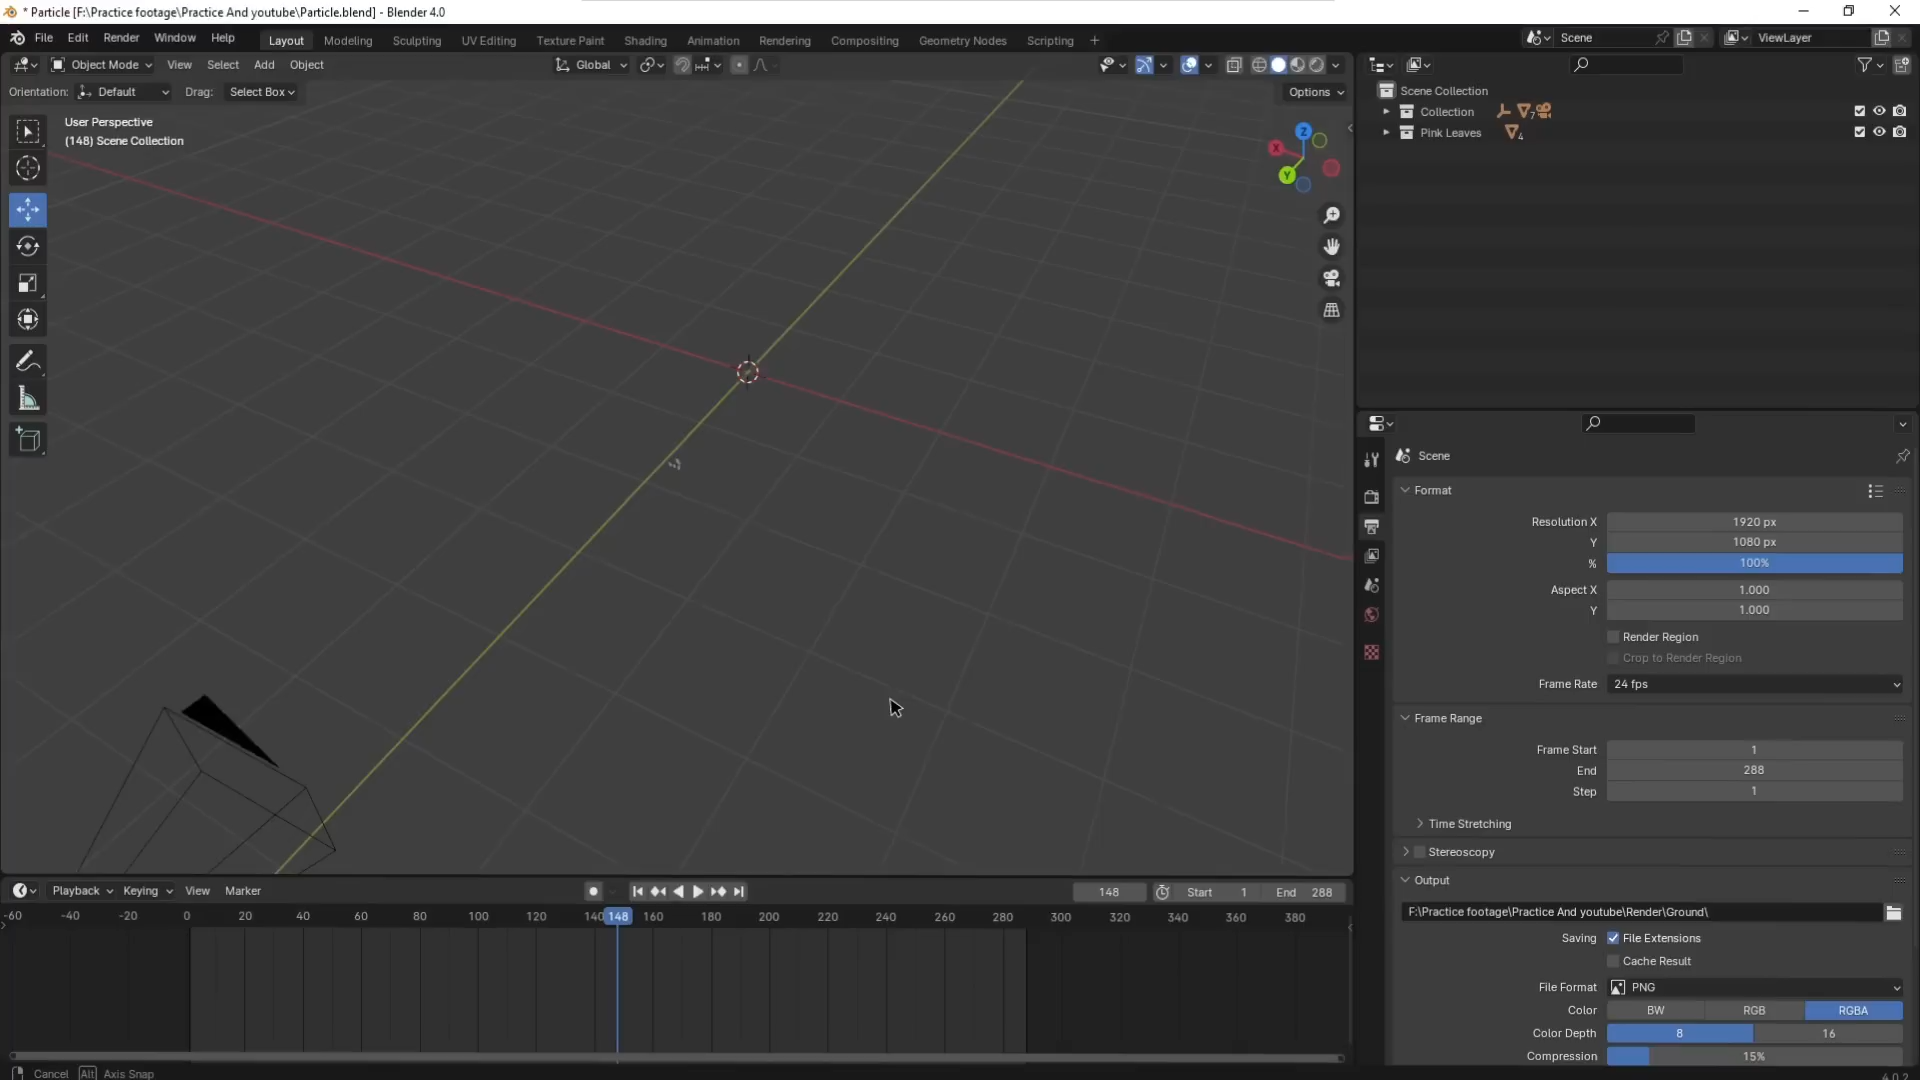 * Particle [F:\Practice footage\Practice And youtube\Particle.blend] - Blender 4.0
File Edit Render Window Help Layout Modeling Sculpting UV Editing Texture Paint Shading Animation Rendering Compositing Geometry Nodes Scripting + Scene ViewLayer
Object Mode View Select Add Object Global
Orientation: Default Drag: Select Box Options
User Perspective
(148) Scene Collection
Z
X
Y
Scene Collection
Collection 7
Pink Leaves 4
Scene
Format
Resolution X 1920 px
Y 1080 px
% 100%
Aspect X 1.000
Y 1.000
Render Region
Crop to Render Region
Frame Rate 24 fps
Frame Range
Frame Start 1
End 288
Step 1
Time Stretching
Stereoscopy
Output
F:\Practice footage\Practice And youtube\Render\Ground\
Saving File Extensions
Cache Result
File Format PNG
Color BW RGB RGBA
Color Depth 8 16
Compression 15%
Playback Keying View Marker 148 Start 1 End 288
-60 -40 -20 0 20 40 60 80 100 120 140 148 160 180 200 220 240 260 280 300 320 340 360 380
Cancel Alt Axis Snap
4.0.2